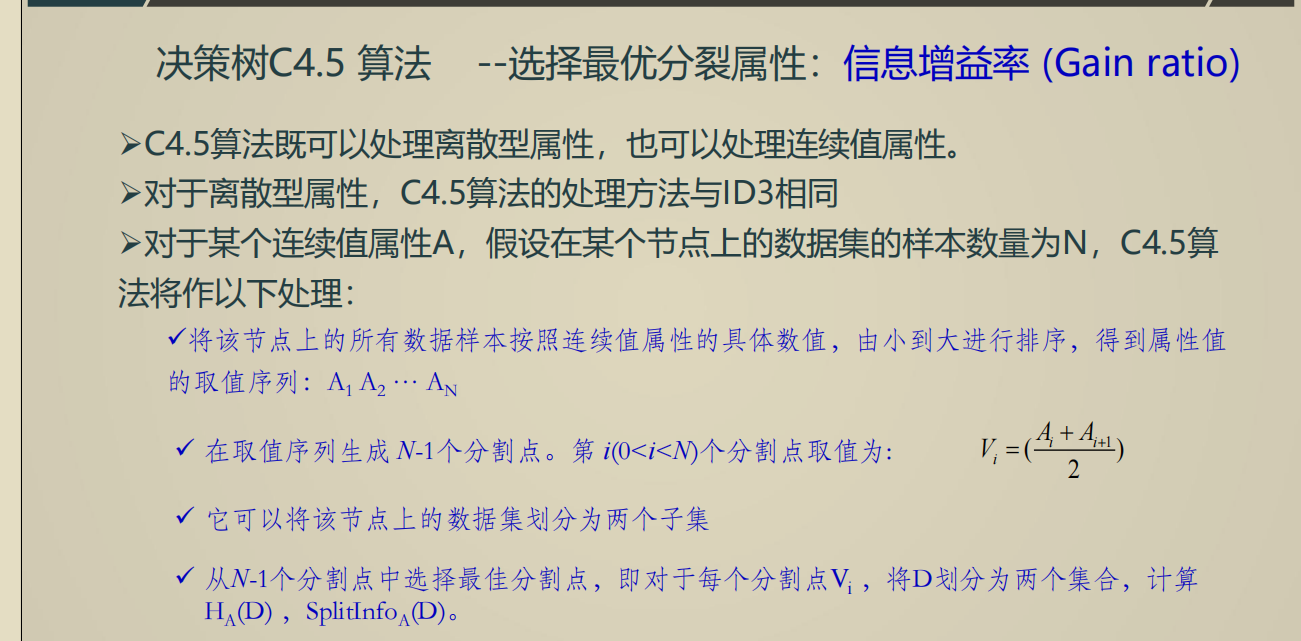 决策树C4.5 算法 --选择最优分裂属性：信息增益率 (Gain ratio)
➢C4.5算法既可以处理离散型属性，也可以处理连续值属性。
➢对于离散型属性，C4.5算法的处理方法与ID3相同
➢对于某个连续值属性A，假设在某个节点上的数据集的样本数量为N，C4.5算
法将作以下处理：
✓将该节点上的所有数据样本按照连续值属性的具体数值，由小到大进行排序，得到属性值
的取值序列：A₁ A₂ ⋯ A_N
✓ 在取值序列生成 N-1个分割点。第 i(0<i<N)个分割点取值为: V_i = (\frac{A_i + A_{i+1}}{2})
✓ 它可以将该节点上的数据集划分为两个子集
✓ 从N-1个分割点中选择最佳分割点，即对于每个分割点V_i ，将D划分为两个集合，计算
H_A(D) ，SplitInfo_A(D)。